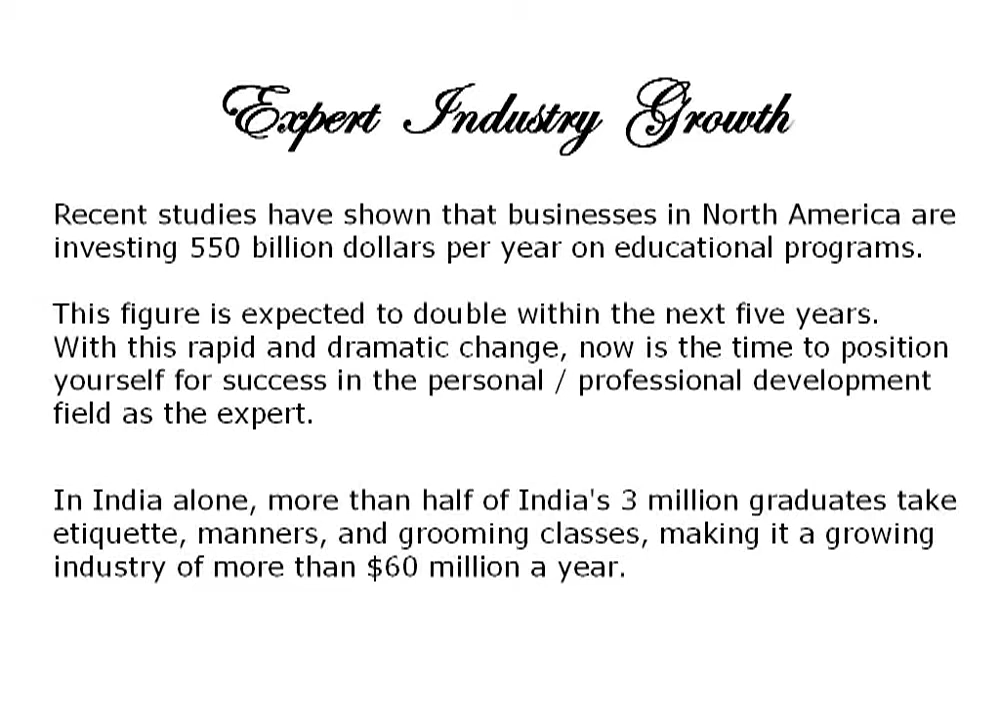 Expert Industry Growth
Recent studies have shown that businesses in North America are
investing 550 billion dollars per year on educational programs.
This figure is expected to double within the next five years.
With this rapid and dramatic change, now is the time to position
yourself for success in the personal / professional development
field as the expert.
In India alone, more than half of India's 3 million graduates take
etiquette, manners, and grooming classes, making it a growing
industry of more than $60 million a year.